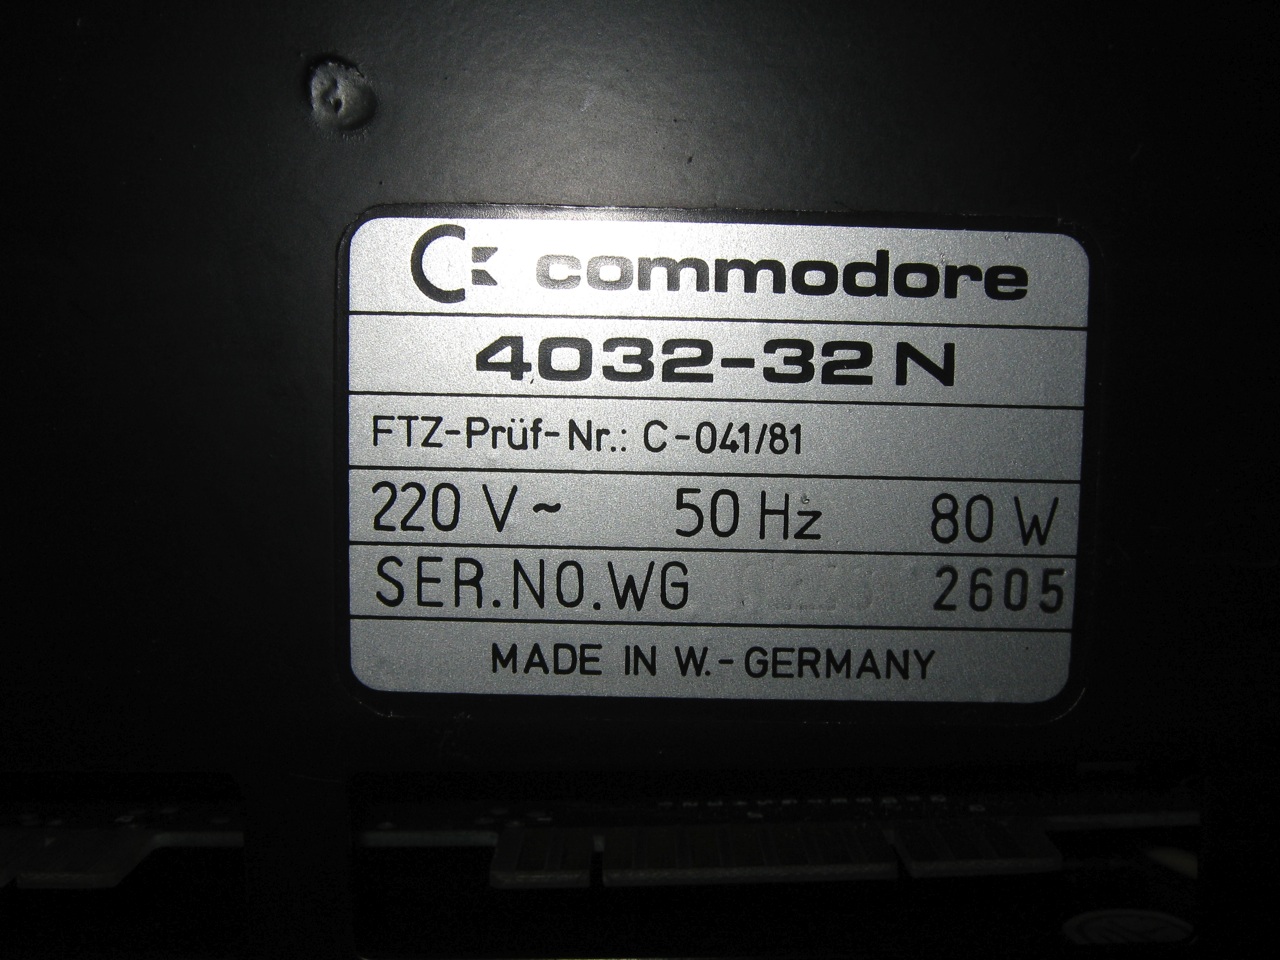 commodore
4032-32 N
FTZ-Prüf-Nr.: C-041/81
220 V~ 50 Hz 80 W
SER.NO.WG 2605
MADE IN W.-GERMANY